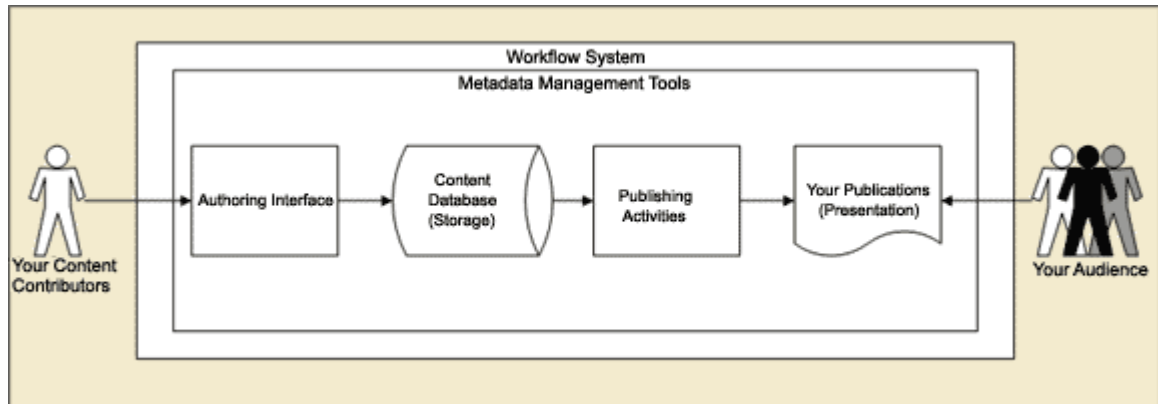 Workflow System
Metadata Management Tools
Authoring Interface
Content
Database
(Storage)
Publishing
Activities
Your Publications
(Presentation)
Your Content
Contributors
Your Audience